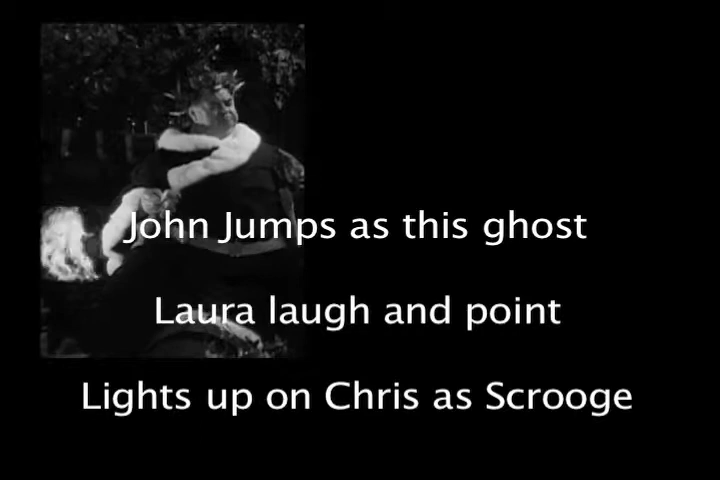 John Jumps as this ghost
Laura laugh and point
Lights up on Chris as Scrooge